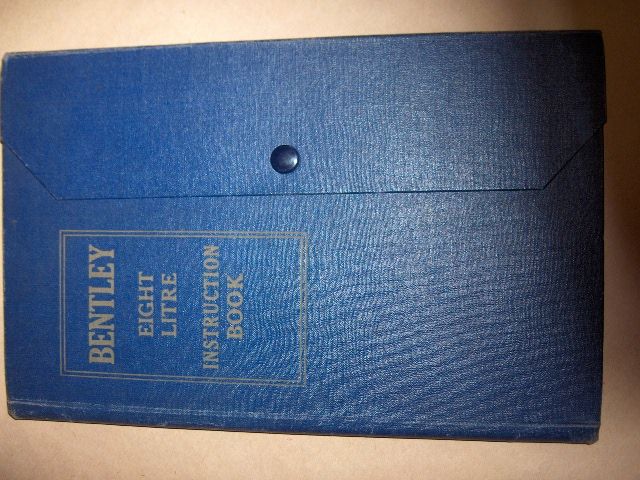 BENTLEY
EIGHT
LITRE
INSTRUCTION
BOOK